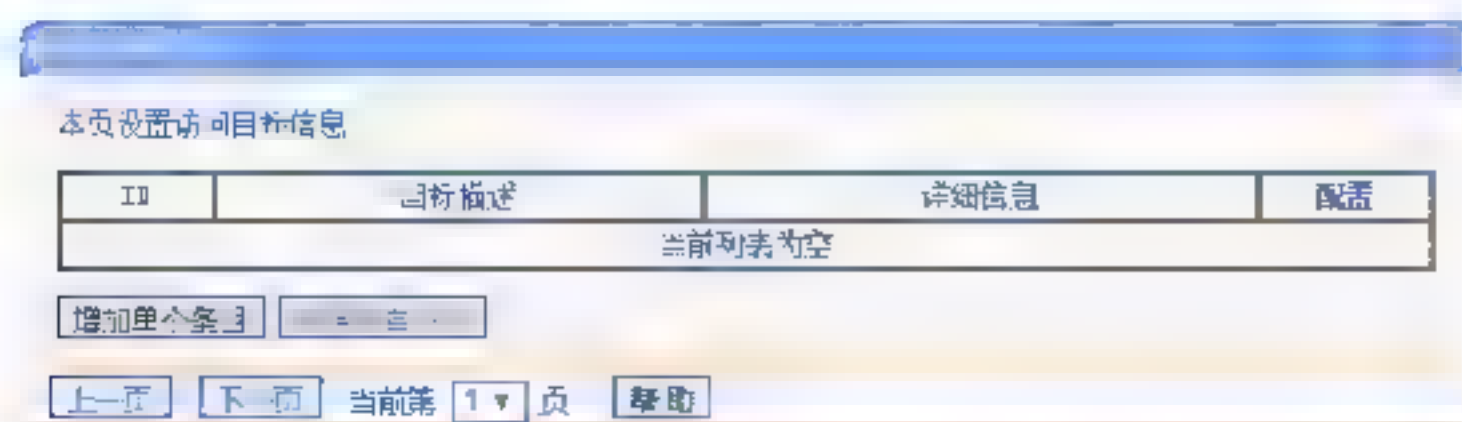 本页设置访问目标信息
ID 目标描述 详细信息 配置
当前列表为空
增加单个条目
上一页 下一页 当前第 1 页 帮助